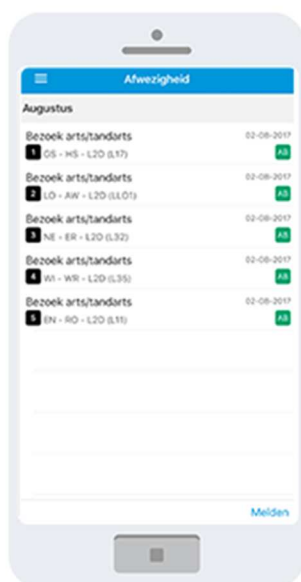 Afwezigheid
Augustus
Bezoek arts/tandarts 02-08-2017
1 GS - HS - L2D (L17) AB
Bezoek arts/tandarts 02-08-2017
2 LO - AW - L2D (LLO1) AB
Bezoek arts/tandarts 02-08-2017
3 NE - ER - L2D (L32) AB
Bezoek arts/tandarts 02-08-2017
4 WI - WR - L2D (L35) AB
Bezoek arts/tandarts 02-08-2017
5 EN - RO - L2D (L11) AB
Melden